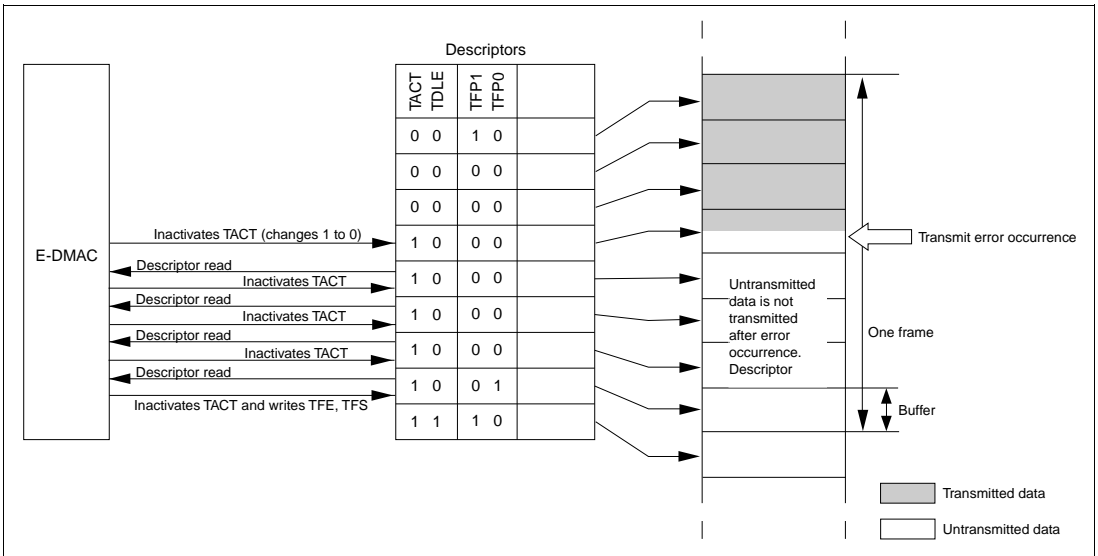 Descriptors
E-DMAC
TACT TDLE TFP1 TFP0
0 0 1 0
0 0 0 0
0 0 0 0
Inactivates TACT (changes 1 to 0)
1 0 0 0
Descriptor read
1 0 0 0
Inactivates TACT
Descriptor read
1 0 0 0
Inactivates TACT
Descriptor read
1 0 0 0
Inactivates TACT
Descriptor read
1 0 0 1
Inactivates TACT and writes TFE, TFS
1 1 1 0
Transmit error occurrence
Untransmitted
data is not
transmitted
after error
occurrence.
Descriptor
One frame
Buffer
Transmitted data
Untransmitted data